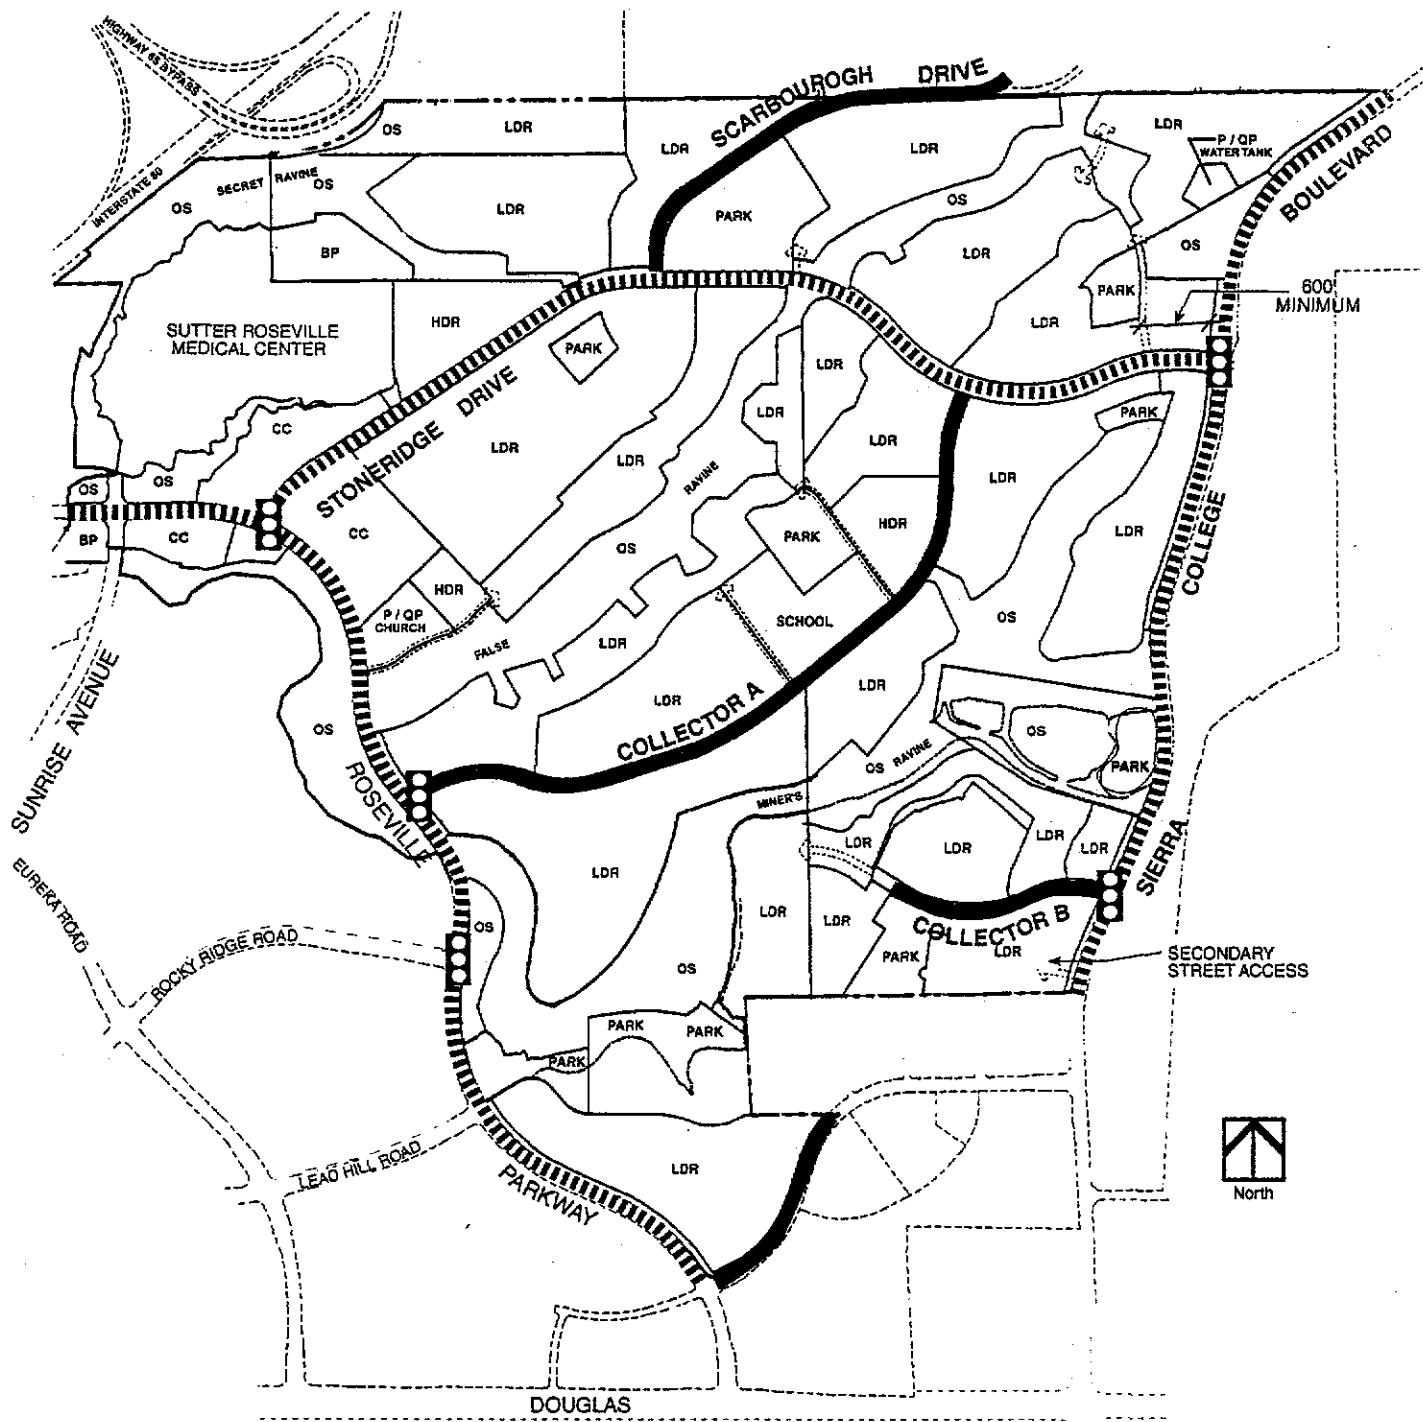 HIGHWAY 65 BYPASS
SCARBOUROGH DRIVE
OS
LDR
LDR
LDR
LDR
P / QP
WATER TANK
BOULEVARD
INTERSTATE 80
SECRET RAVINE
OS
OS
LDR
PARK
OS
BP
LDR
OS
PARK
600
MINIMUM
SUTTER ROSEVILLE
MEDICAL CENTER
HDR
PARK
LDR
LDR
STONERIDGE DRIVE
CC
LDR
LDR
LDR
LDR
PARK
RAVINE
OS
OS
LDR
LDR
COLLEGE
BP
CC
CC
OS
PARK
HDR
LDR
HDR
P / QP
CHURCH
FALSE
LDR
SCHOOL
OS
SUNRISE AVENUE
OS
LDR
COLLECTOR A
LDR
OS
ROSEVILLE
OS
RAVINE
PARK
MINER'S
EUREKA ROAD
LDR
LDR
LDR
LDR
LDR
SIERRA
ROCKY RIDGE ROAD
OS
LDR
LDR
COLLECTOR B
OS
PARK
LDR
SECONDARY
STREET ACCESS
PARK
PARK
PARK
LEAD HILL ROAD
LDR
PARKWAY
North
DOUGLAS